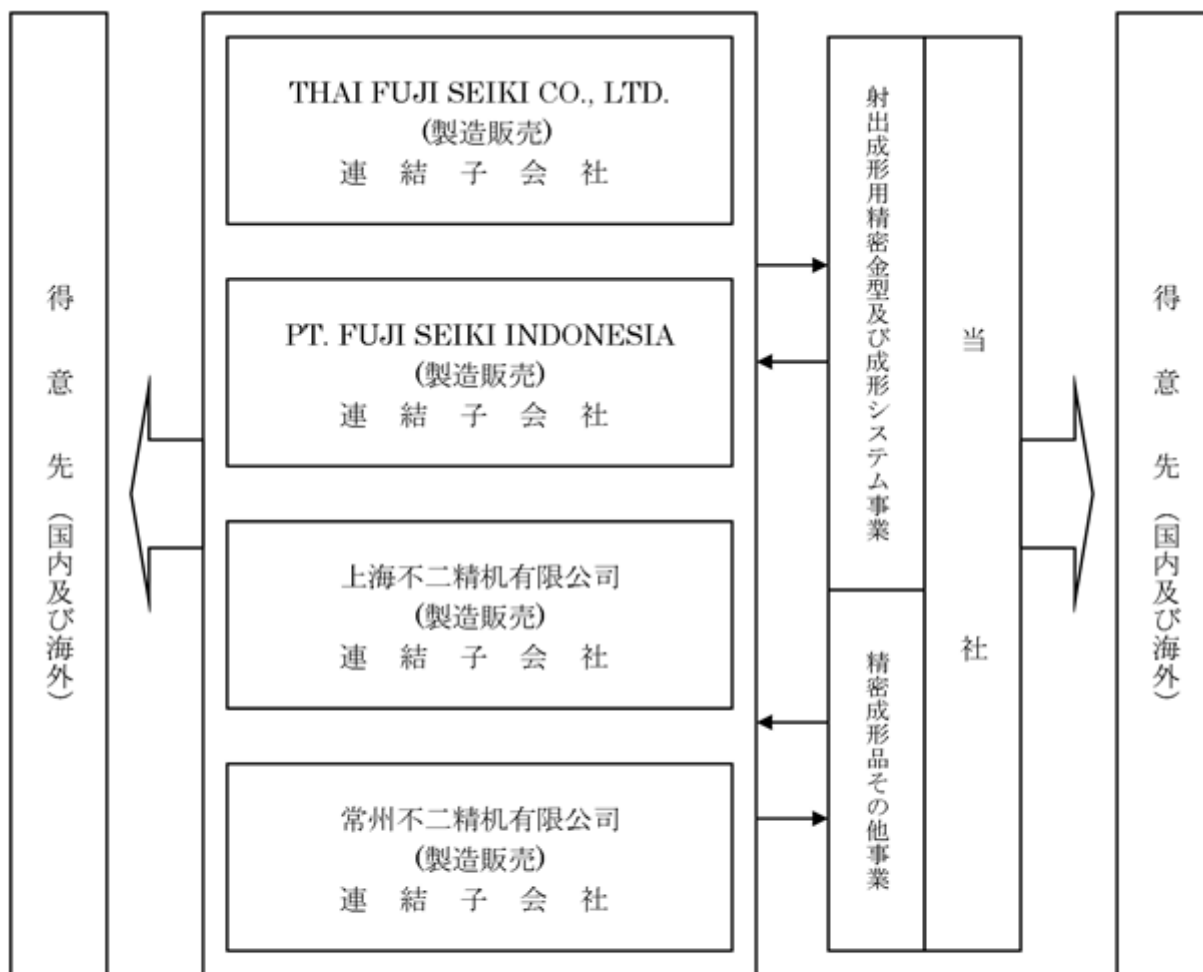 得意先(国内及び海外)
THAI FUJI SEIKI CO., LTD.
(製造販売)
連結子会社
PT. FUJI SEIKI INDONESIA
(製造販売)
連結子会社
上海不二精机有限公司
(製造販売)
連結子会社
常州不二精机有限公司
(製造販売)
連結子会社
射出成形用精密金型及び成形システム事業
精密成形品その他事業
当社
得意先(国内及び海外)